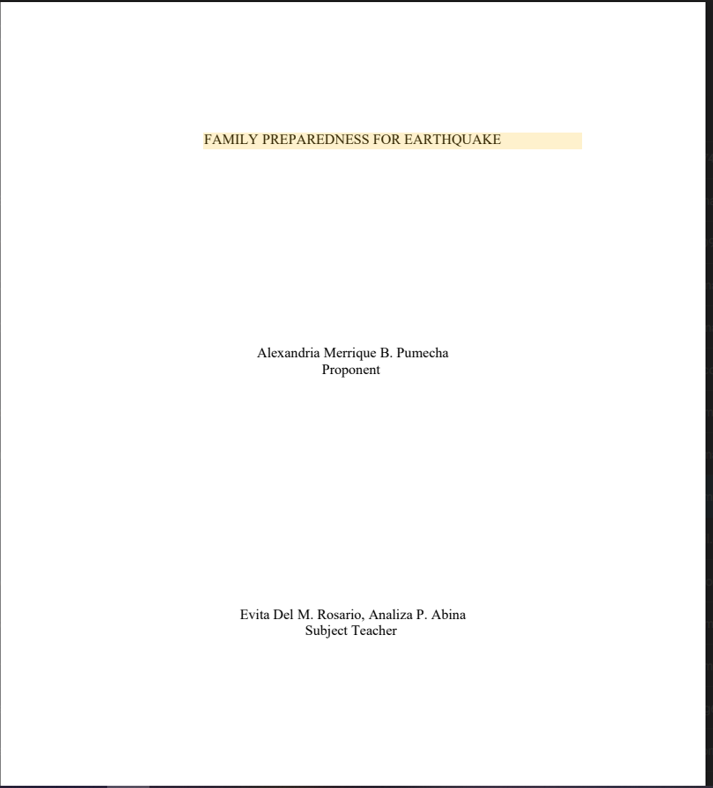 FAMILY PREPAREDNESS FOR EARTHQUAKE
Alexandria Merrique B. Pumecha
Proponent
Evita Del M. Rosario, Analiza P. Abina
Subject Teacher